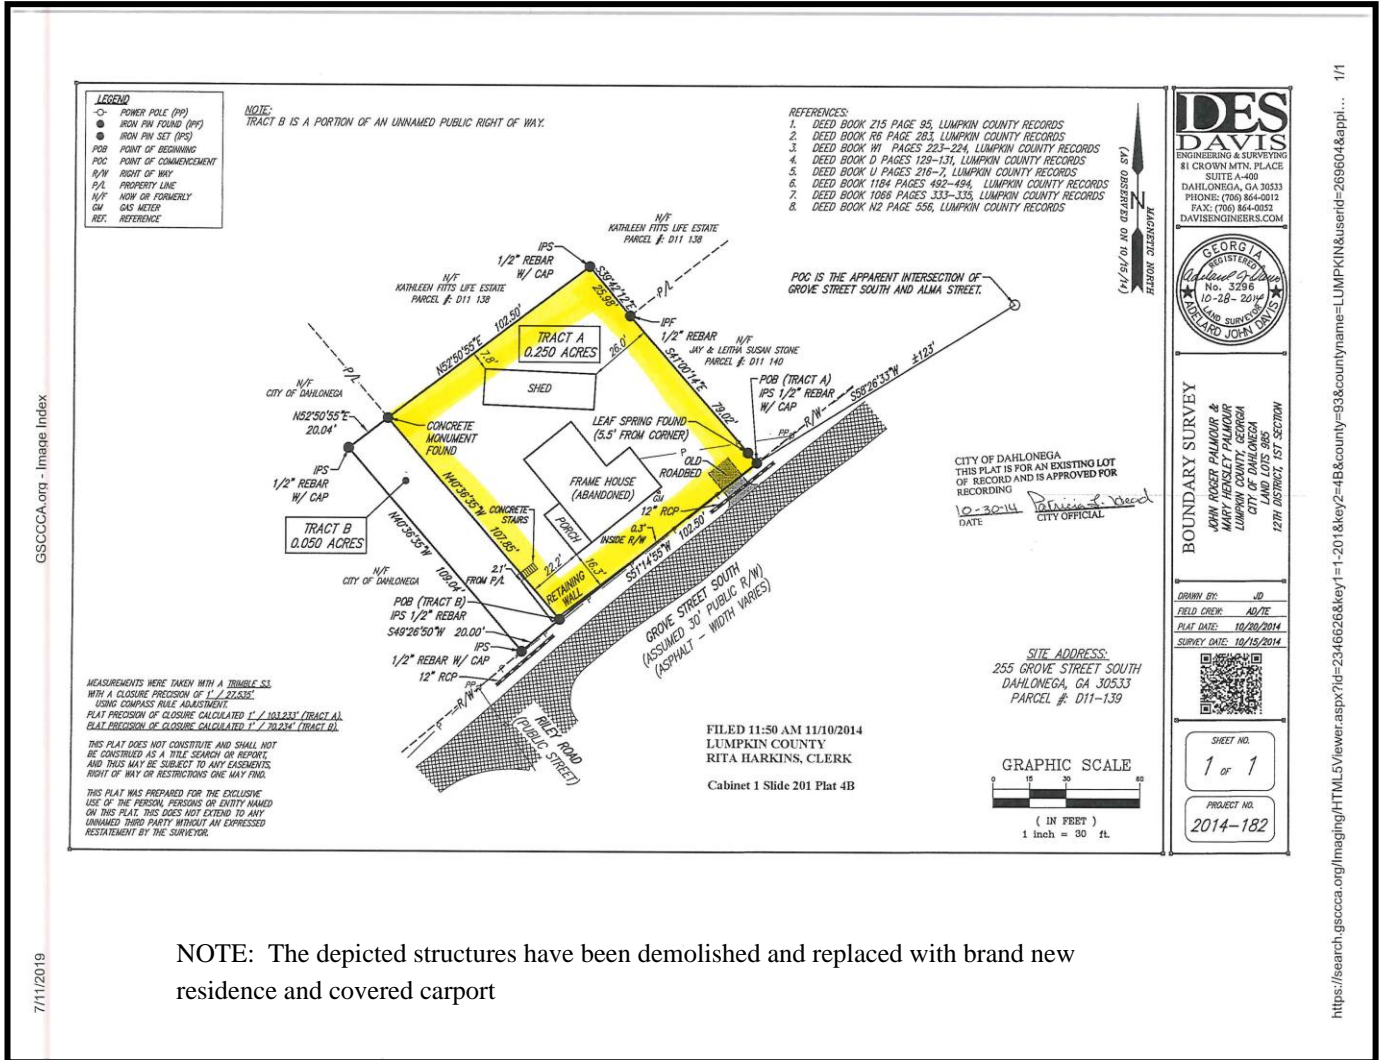 GSCCCA.org - Image Index
7/11/2019
https://search.gsccca.org/Imaging/HTML5Viewer.aspx?id=23466266&key1=1-201&key2=4B&county=93&countyname=LUMPKIN&userid=269604&appi... 1/1
LEGEND
POWER POLE (PP)
IRON PIN FOUND (IPF)
IRON PIN SET (IPS)
POB POINT OF BEGINNING
POC POINT OF COMMENCEMENT
R/W RIGHT OF WAY
P/L PROPERTY LINE
N/F NOW OR FORMERLY
GM GAS METER
REF. REFERENCE
NOTE:
TRACT B IS A PORTION OF AN UNNAMED PUBLIC RIGHT OF WAY.
REFERENCES:
1. DEED BOOK Z15 PAGE 95, LUMPKIN COUNTY RECORDS
2. DEED BOOK R6 PAGE 283, LUMPKIN COUNTY RECORDS
3. DEED BOOK W1 PAGES 223-224, LUMPKIN COUNTY RECORDS
4. DEED BOOK D PAGES 129-131, LUMPKIN COUNTY RECORDS
5. DEED BOOK U PAGES 216-7, LUMPKIN COUNTY RECORDS
6. DEED BOOK 1184 PAGES 492-494, LUMPKIN COUNTY RECORDS
7. DEED BOOK 1066 PAGES 333-335, LUMPKIN COUNTY RECORDS
8. DEED BOOK N2 PAGE 556, LUMPKIN COUNTY RECORDS
N
MAGNETIC NORTH
(AS OBSERVED ON 10/15/14)
N/F
KATHLEEN FITTS LIFE ESTATE
PARCEL #: D11 138
IPS
1/2" REBAR
W/ CAP
S39°42'12"E
25.98'
P/L
N/F
KATHLEEN FITTS LIFE ESTATE
PARCEL #: D11 138
N52°50'55"E 102.50'
IPF
1/2" REBAR
N/F
JAY & LEITHA SUSAN STONE
PARCEL #: D11 140
POC IS THE APPARENT INTERSECTION OF
GROVE STREET SOUTH AND ALMA STREET.
S58°26'33"W ±123'
TRACT A
0.250 ACRES
7.8'
26.0'
SHED
S41°00'14"E 79.02'
P/L
N/F
CITY OF DAHLONEGA
N52°50'55"E
20.04'
POB (TRACT A)
IPS 1/2" REBAR
W/ CAP
R/W
PP
LEAF SPRING FOUND
(5.5' FROM CORNER)
CONCRETE
MONUMENT
FOUND
IPS
1/2" REBAR
W/ CAP
P
OLD
ROADBED
FRAME HOUSE
(ABANDONED)
GM
12" RCP
PORCH
CONCRETE
STAIRS
N40°36'35"W 107.85'
TRACT B
0.050 ACRES
N40°36'35"W 109.04'
0.3'
INSIDE R/W
S51°14'55"W 102.50'
2.1'
FROM P/L
22.2'
16.3'
RETAINING
WALL
N/F
CITY OF DAHLONEGA
POB (TRACT B)
IPS 1/2" REBAR
S49°26'50"W 20.00'
IPS
1/2" REBAR W/ CAP
12" RCP
PP
R/W
GROVE STREET SOUTH
(ASSUMED 30' PUBLIC R/W)
(ASPHALT - WIDTH VARIES)
RILEY ROAD
(PUBLIC STREET)
CITY OF DAHLONEGA
THIS PLAT IS FOR AN EXISTING LOT
OF RECORD AND IS APPROVED FOR
RECORDING
10-30-14
DATE CITY OFFICIAL
SITE ADDRESS:
255 GROVE STREET SOUTH
DAHLONEGA, GA 30533
PARCEL #: D11-139
MEASUREMENTS WERE TAKEN WITH A TRIMBLE S3
WITH A CLOSURE PRECISION OF 1' / 27,535'
USING COMPASS RULE ADJUSTMENT.
PLAT PRECISION OF CLOSURE CALCULATED 1' / 103,233' (TRACT A).
PLAT PRECISION OF CLOSURE CALCULATED 1' / 70,234' (TRACT B).
THIS PLAT DOES NOT CONSTITUTE AND SHALL NOT
BE CONSTRUED AS A TITLE SEARCH OR REPORT,
AND THUS MAY BE SUBJECT TO ANY EASEMENTS,
RIGHT OF WAY OR RESTRICTIONS ONE MAY FIND.
THIS PLAT WAS PREPARED FOR THE EXCLUSIVE
USE OF THE PERSON, PERSONS OR ENTITY NAMED
ON THIS PLAT. THIS DOES NOT EXTEND TO ANY
UNNAMED THIRD PARTY WITHOUT AN EXPRESSED
RESTATEMENT BY THE SURVEYOR.
FILED 11:50 AM 11/10/2014
LUMPKIN COUNTY
RITA HARKINS, CLERK
Cabinet 1 Slide 201 Plat 4B
GRAPHIC SCALE
0 15 30 60
( IN FEET )
1 inch = 30 ft.
DES
DAVIS
ENGINEERING & SURVEYING
81 CROWN MTN. PLACE
SUITE A-400
DAHLONEGA, GA 30533
PHONE: (706) 864-0012
FAX: (706) 864-0052
DAVISENGINEERS.COM
GEORGIA
REGISTERED
No. 3296
10-28-2014
LAND SURVEYOR
ADELARD JOHN DAVIS
BOUNDARY SURVEY
JOHN ROGER PALMOUR &
MARY HENSLEY PALMOUR
LUMPKIN COUNTY, GEORGIA
CITY OF DAHLONEGA
LAND LOTS 985
12TH DISTRICT, 1ST SECTION
DRAWN BY: JD
FIELD CREW: AD/TE
PLAT DATE: 10/20/2014
SURVEY DATE: 10/15/2014
SHEET NO.
1 OF 1
PROJECT NO.
2014-182
NOTE: The depicted structures have been demolished and replaced with brand new
residence and covered carport